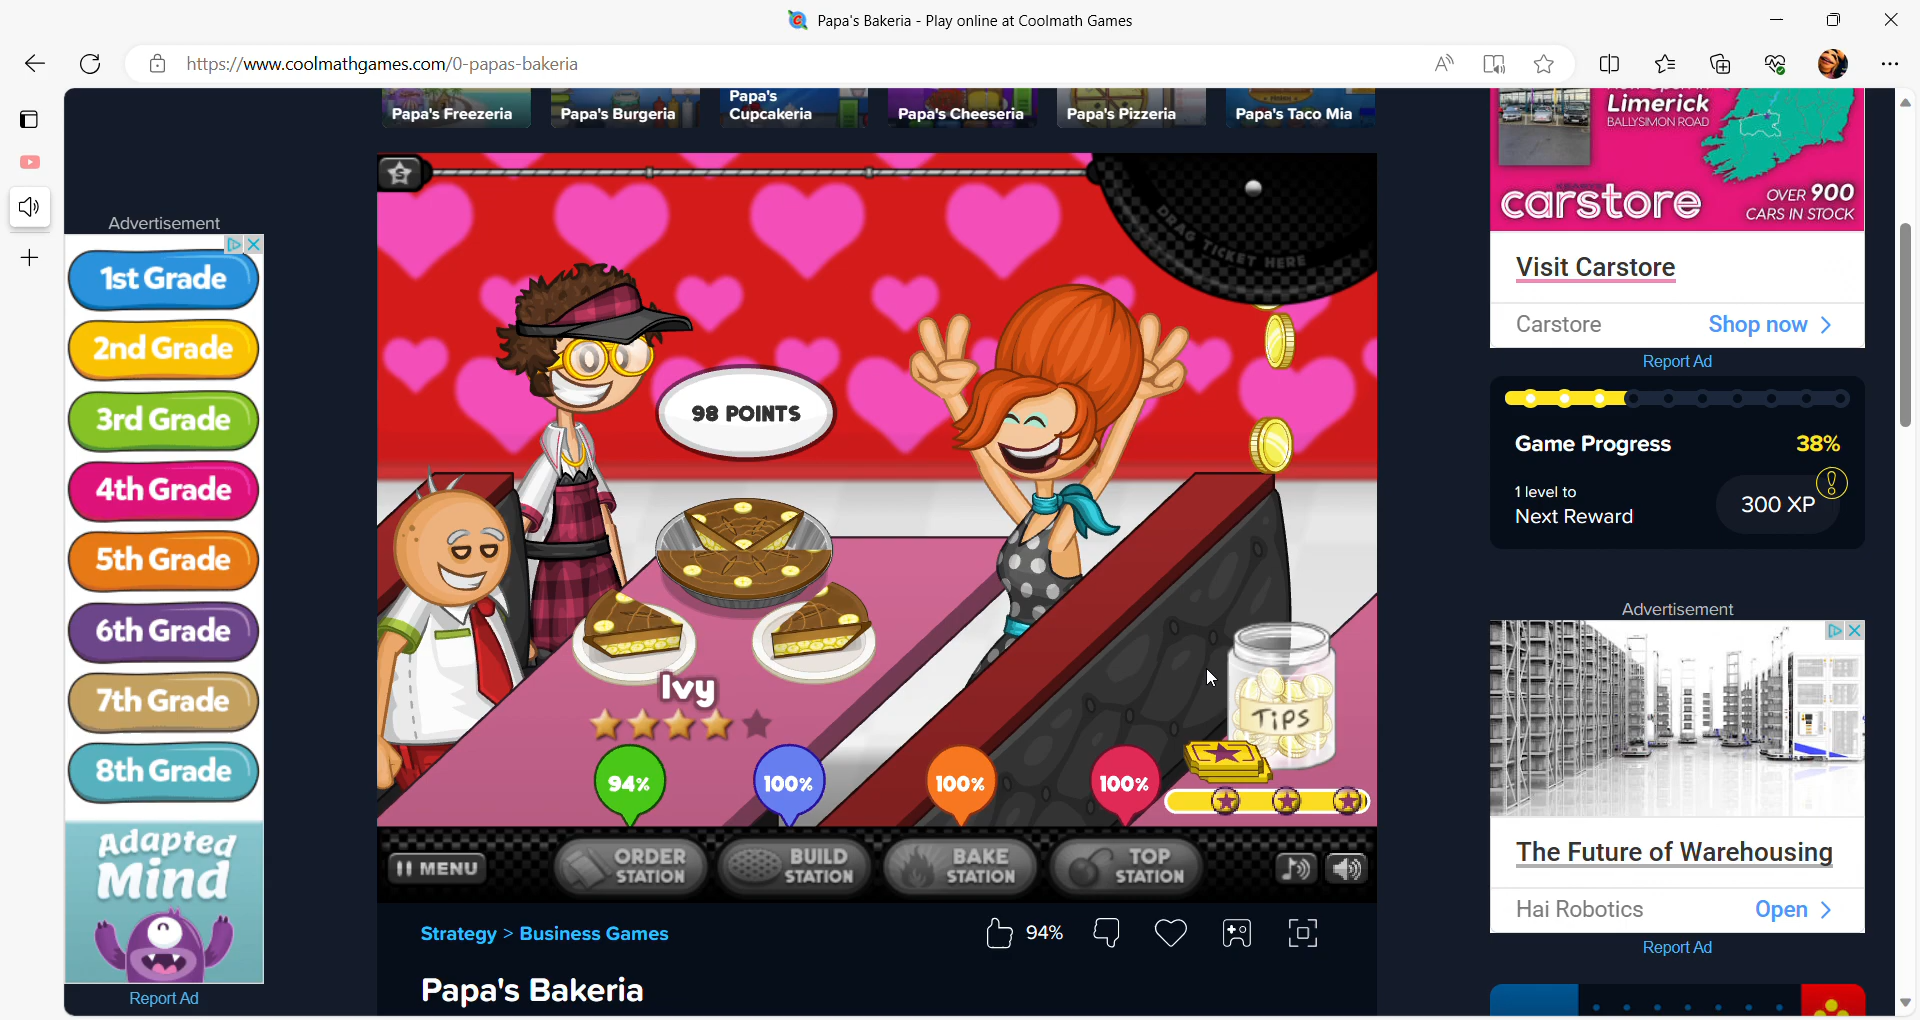 Papa's Bakeria - Play online at Coolmath Games
https://www.coolmathgames.com/0-papas-bakeria
Papa's Freezeria
Papa's Burgeria
Papa's
Cupcakeria
Papa's Cheeseria
Papa's Pizzeria
Papa's Taco Mia
Advertisement
1st Grade
2nd Grade
3rd Grade
4th Grade
5th Grade
6th Grade
7th Grade
8th Grade
Adapted
Mind
Report Ad
S
DRAG TICKET HERE
98 POINTS
Ivy
TIPS
94%
100%
100%
100%
MENU
ORDER
STATION
BUILD
STATION
BAKE
STATION
TOP
STATION
Strategy > Business Games
94%
Papa's Bakeria
Limerick
BALLYSIMON ROAD
carstore
OVER 900
CARS IN STOCK
Visit Carstore
Carstore
Shop now
Report Ad
Game Progress
38%
1 level to
Next Reward
300 XP
Advertisement
The Future of Warehousing
Hai Robotics
Open
Report Ad